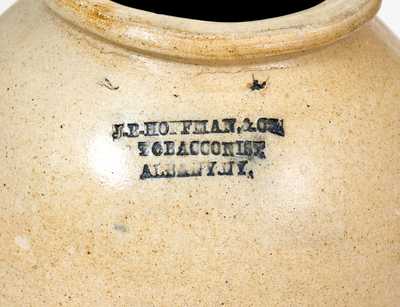 J.B. HOFFMAN, & CO.
TOBACCONIST
ALBANY, N.Y.